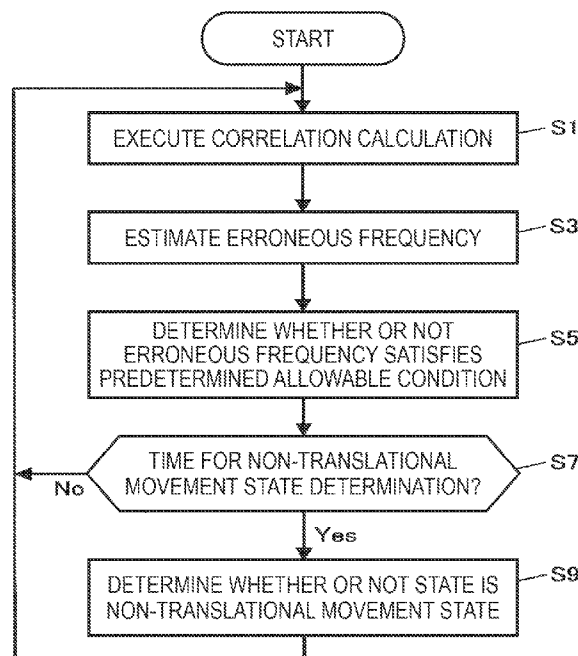 START
EXECUTE CORRELATION CALCULATION
S1
ESTIMATE ERRONEOUS FREQUENCY
S3
DETERMINE WHETHER OR NOT
ERRONEOUS FREQUENCY SATISFIES
PREDETERMINED ALLOWABLE CONDITION
S5
TIME FOR NON-TRANSLATIONAL
MOVEMENT STATE DETERMINATION?
S7
No
Yes
DETERMINE WHETHER OR NOT STATE IS
NON-TRANSLATIONAL MOVEMENT STATE
S9